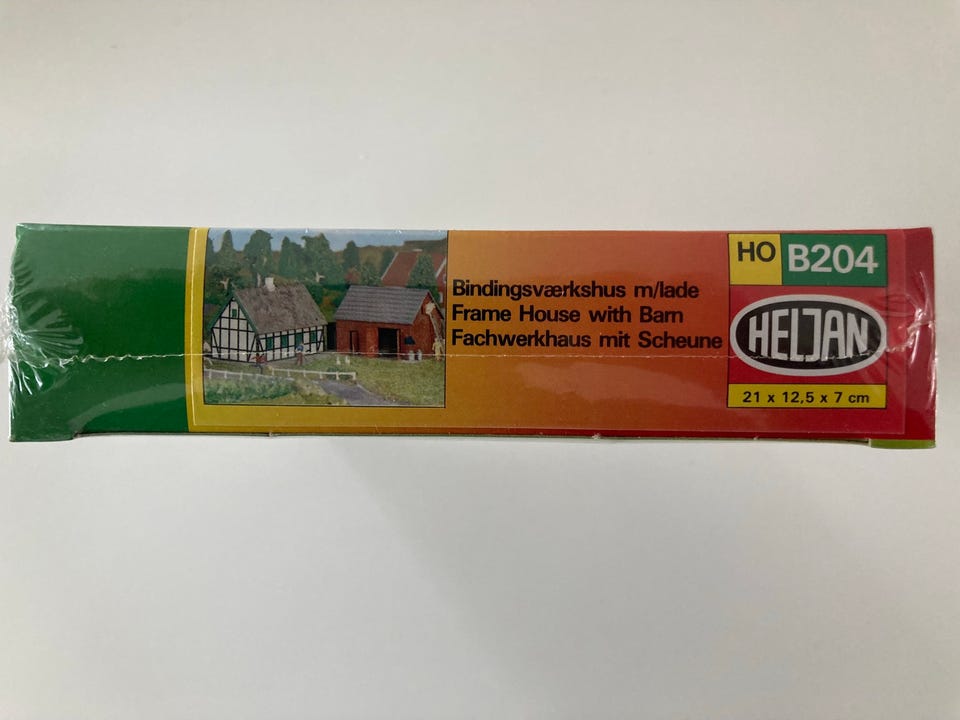 Bindingsværkshus m/lade
Frame House with Barn
Fachwerkhaus mit Scheune
HO B204
HELJAN
21 x 12,5 x 7 cm